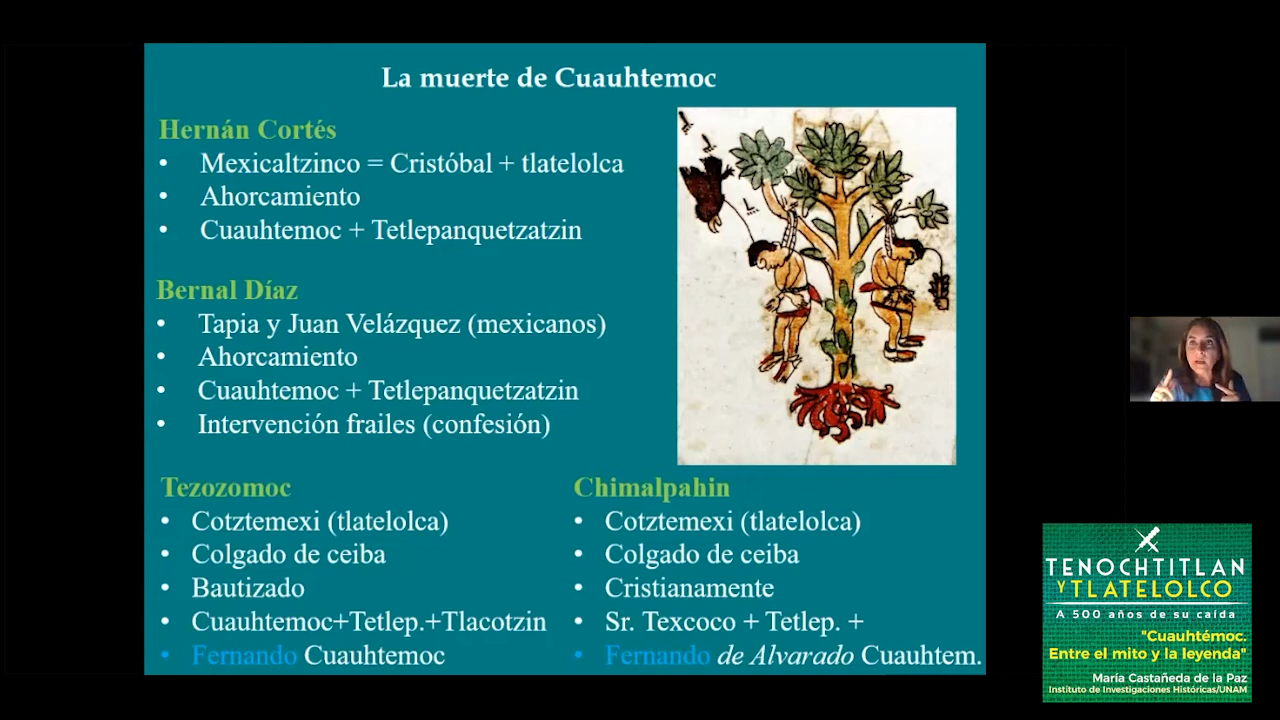 La muerte de Cuauhtemoc
Hernán Cortés
• Mexicaltzinco = Cristóbal + tlatelolca
• Ahorcamiento
• Cuauhtemoc + Tetlepanquetzatzin
Bernal Díaz
• Tapia y Juan Velázquez (mexicanos)
• Ahorcamiento
• Cuauhtemoc + Tetlepanquetzatzin
• Intervención frailes (confesión)
Tezozomoc
• Cotztemexi (tlatelolca)
• Colgado de ceiba
• Bautizado
• Cuauhtemoc+Tetlep.+Tlacotzin
• Fernando Cuauhtemoc
Chimalpahin
• Cotztemexi (tlatelolca)
• Colgado de ceiba
• Cristianamente
• Sr. Texcoco + Tetlep. +
• Fernando de Alvarado Cuauhtem.
TENOCHTITLAN
Y TLATELOLCO
A 500 años de su caída
"Cuauhtémoc.
Entre el mito y la leyenda"
María Castañeda de la Paz
Instituto de Investigaciones Históricas/UNAM